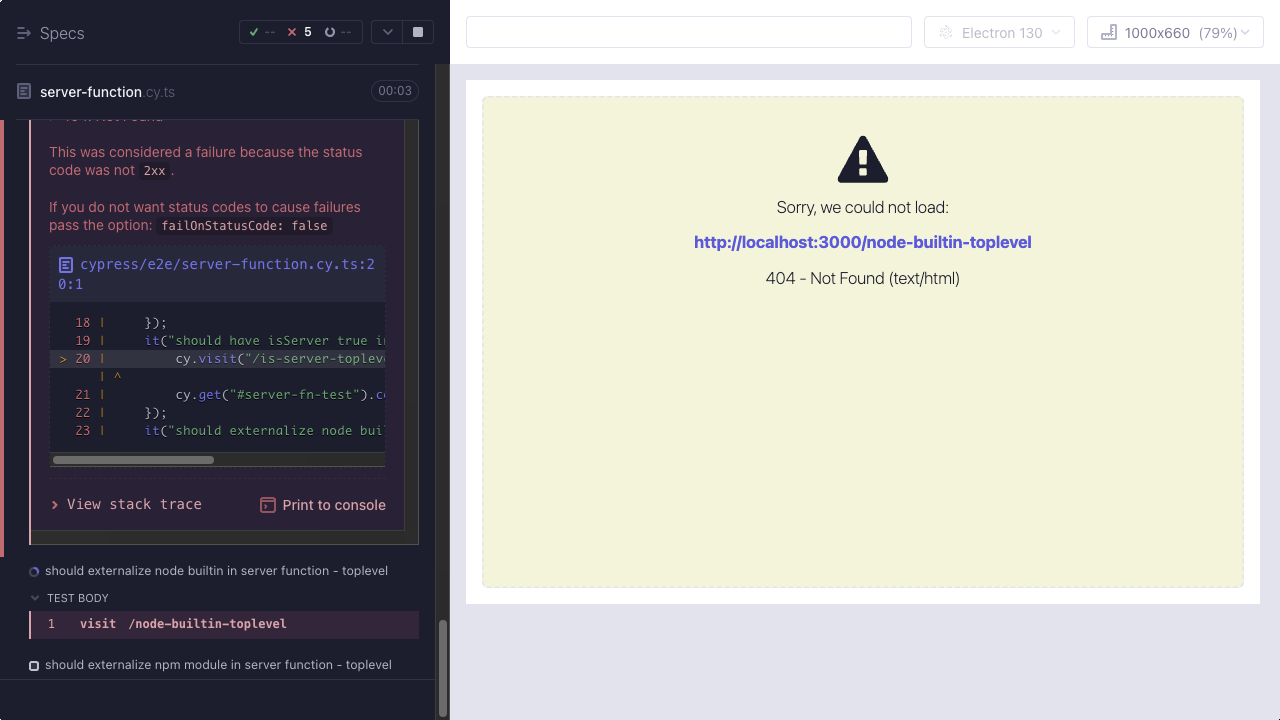 Specs
-- 5 --
Electron 130
1000x660 (79%)
server-function.cy.ts
00:03
This was considered a failure because the status
code was not 2xx.
If you do not want status codes to cause failures
pass the option: failOnStatusCode: false
cypress/e2e/server-function.cy.ts:2
0:1
18 | });
19 | it("should have isServer true i
> 20 | cy.visit("/is-server-toplev
| ^
21 | cy.get("#server-fn-test").c
22 | });
23 | it("should externalize node bui
View stack trace
Print to console
should externalize node builtin in server function - toplevel
TEST BODY
1 visit /node-builtin-toplevel
should externalize npm module in server function - toplevel
Sorry, we could not load:
http://localhost:3000/node-builtin-toplevel
404 - Not Found (text/html)